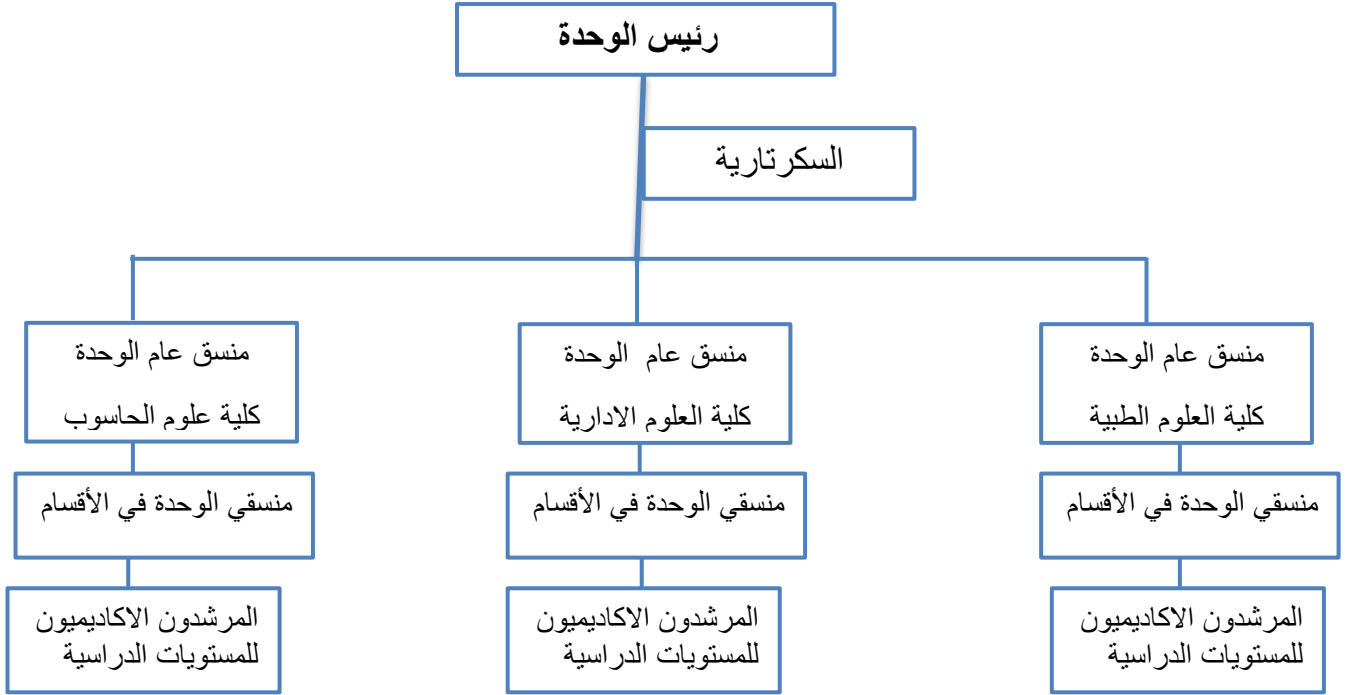 رئيس الوحدة
السكرتارية
منسق عام الوحدة
كلية العلوم الطبية
منسق عام الوحدة
كلية العلوم الادارية
منسق عام الوحدة
كلية علوم الحاسوب
منسقي الوحدة في الأقسام
منسقي الوحدة في الأقسام
منسقي الوحدة في الأقسام
المرشدون الاكاديميون
للمستويات الدراسية
المرشدون الاكاديميون
للمستويات الدراسية
المرشدون الاكاديميون
للمستويات الدراسية